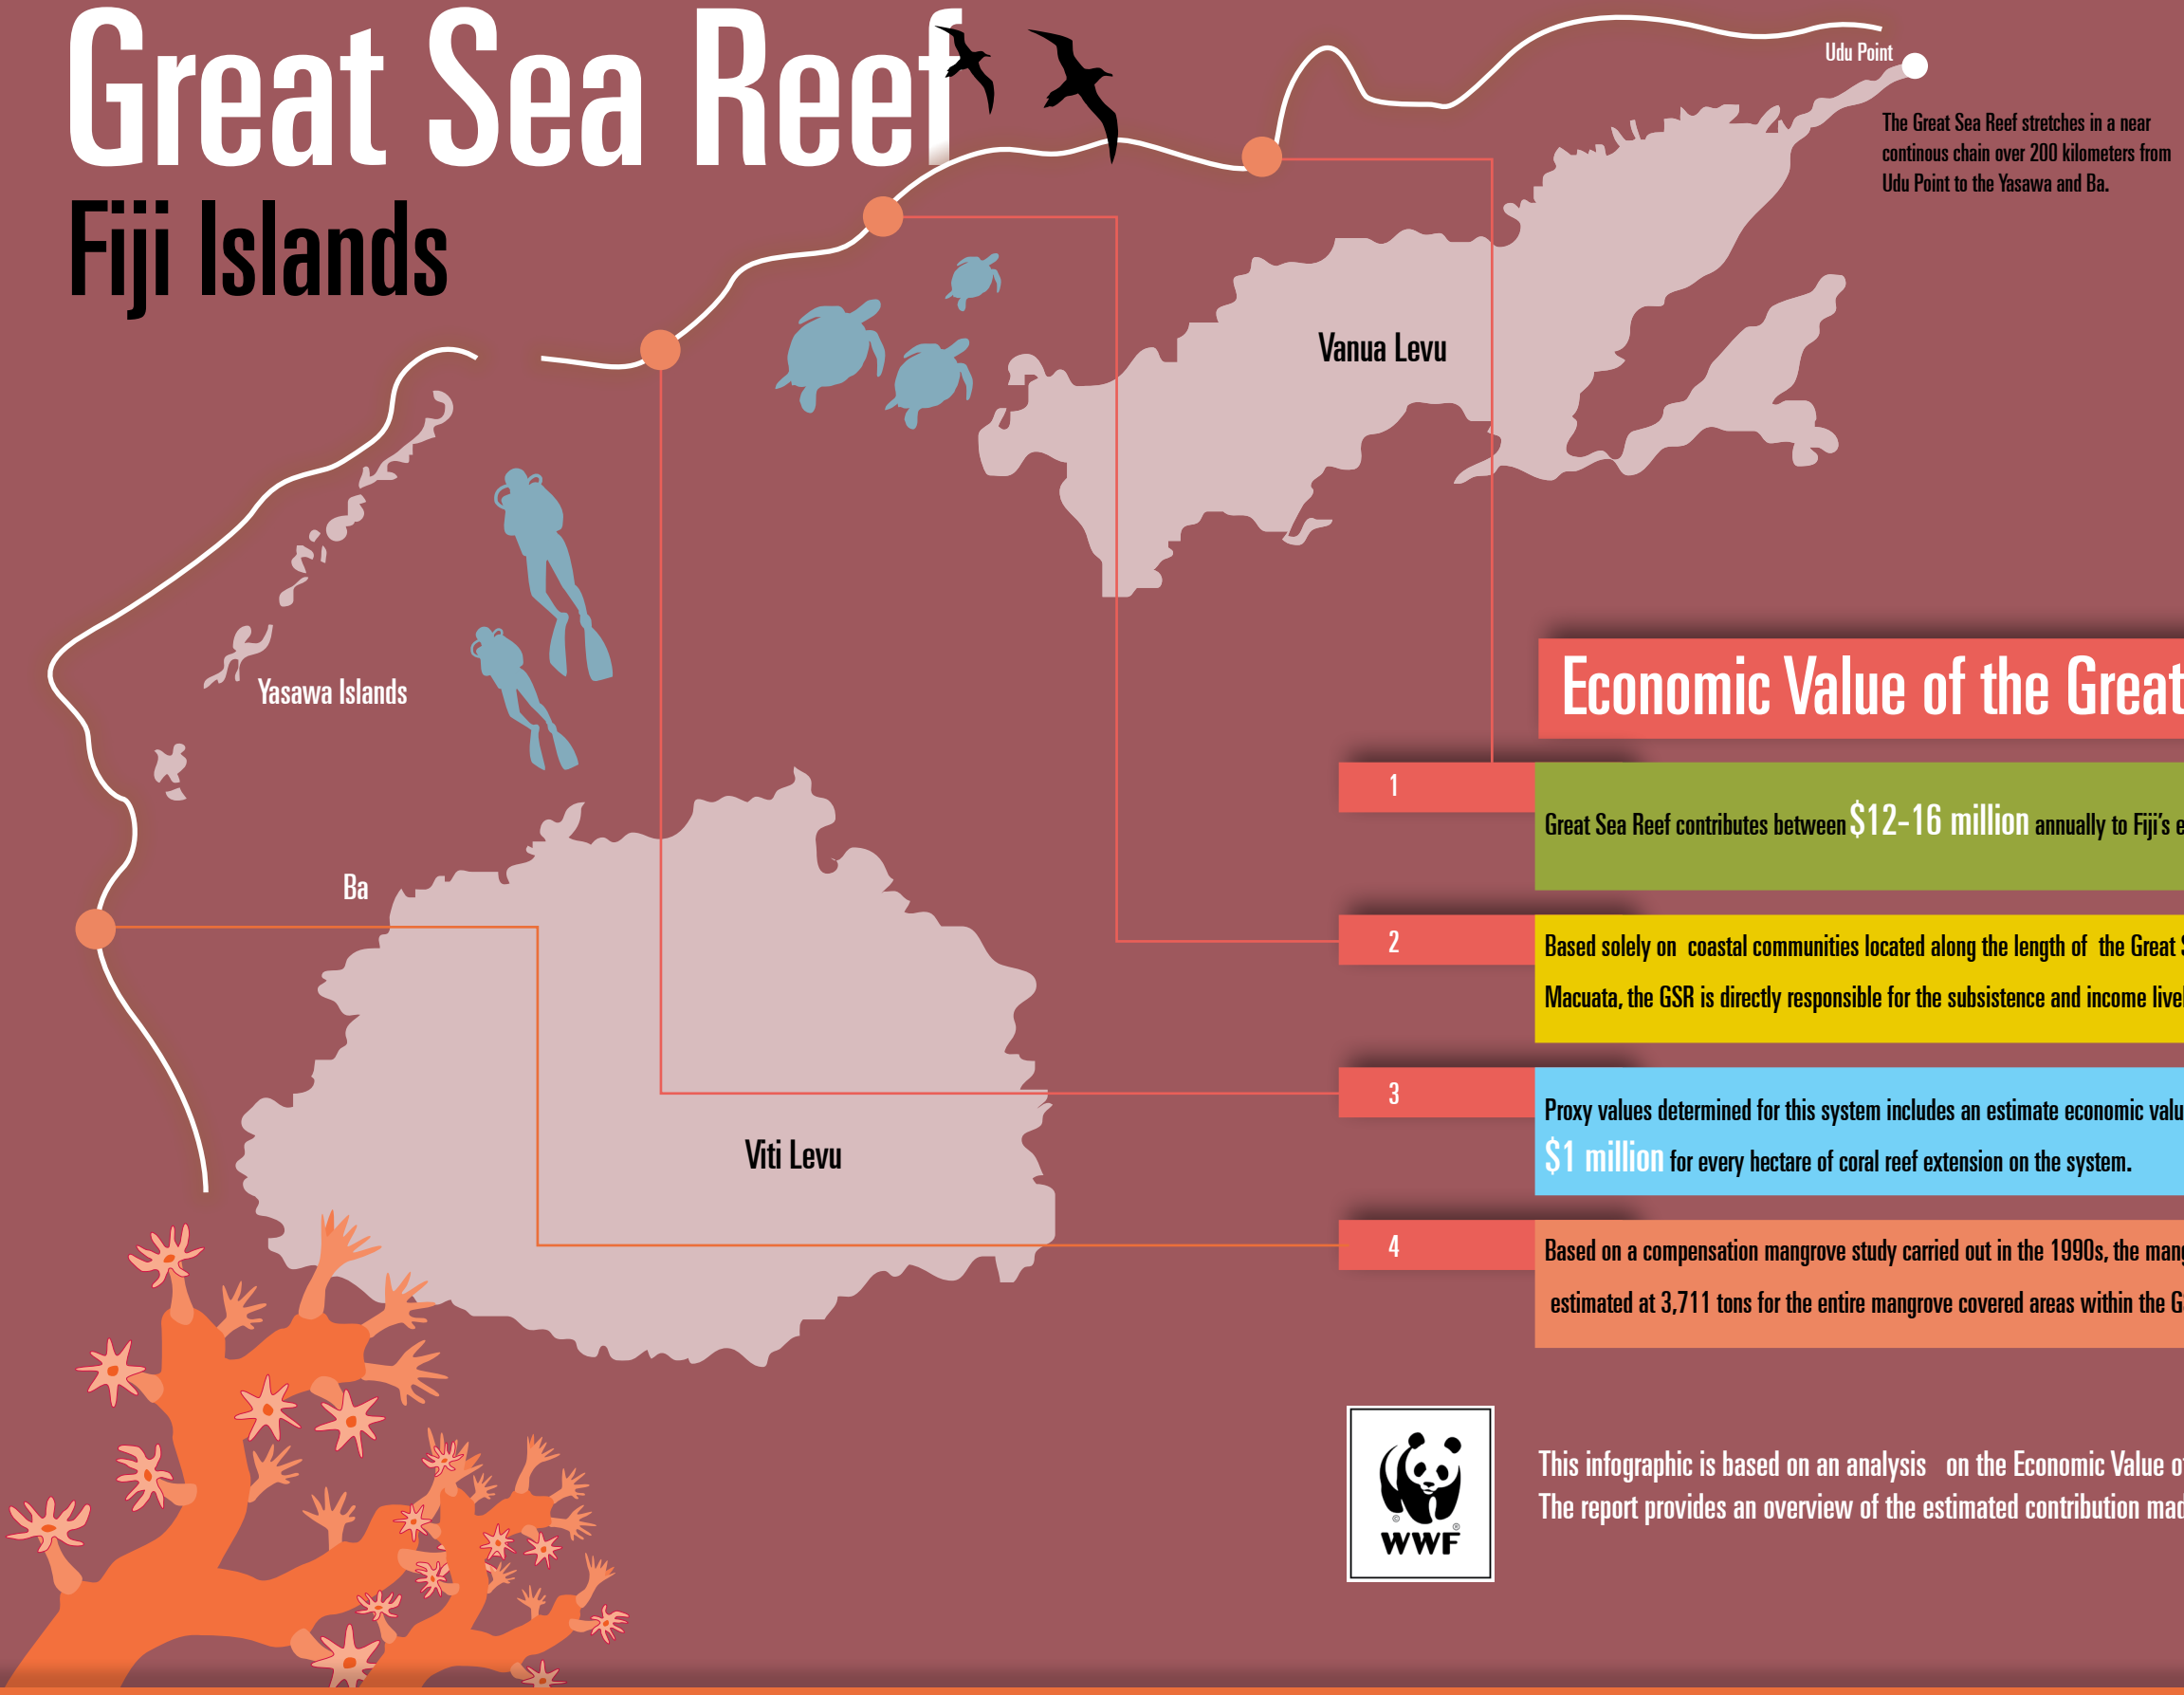 Great Sea Reef
Fiji Islands
Udu Point
The Great Sea Reef stretches in a near
continous chain over 200 kilometers from
Udu Point to the Yasawa and Ba.
Vanua Levu
Yasawa Islands
Ba
Viti Levu
Economic Value of the Great
1
Great Sea Reef contributes between $12-16 million annually to Fiji's
2
Based solely on coastal communities located along the length of the Great
Macuata, the GSR is directly responsible for the subsistence and income
3
Proxy values determined for this system includes an estimate economic
$1 million for every hectare of coral reef extension on the system.
4
Based on a compensation mangrove study carried out in the 1990s, the
estimated at 3,711 tons for the entire mangrove covered areas within the
© ®
WWF
This infographic is based on an analysis on the Economic Value
The report provides an overview of the estimated contribution